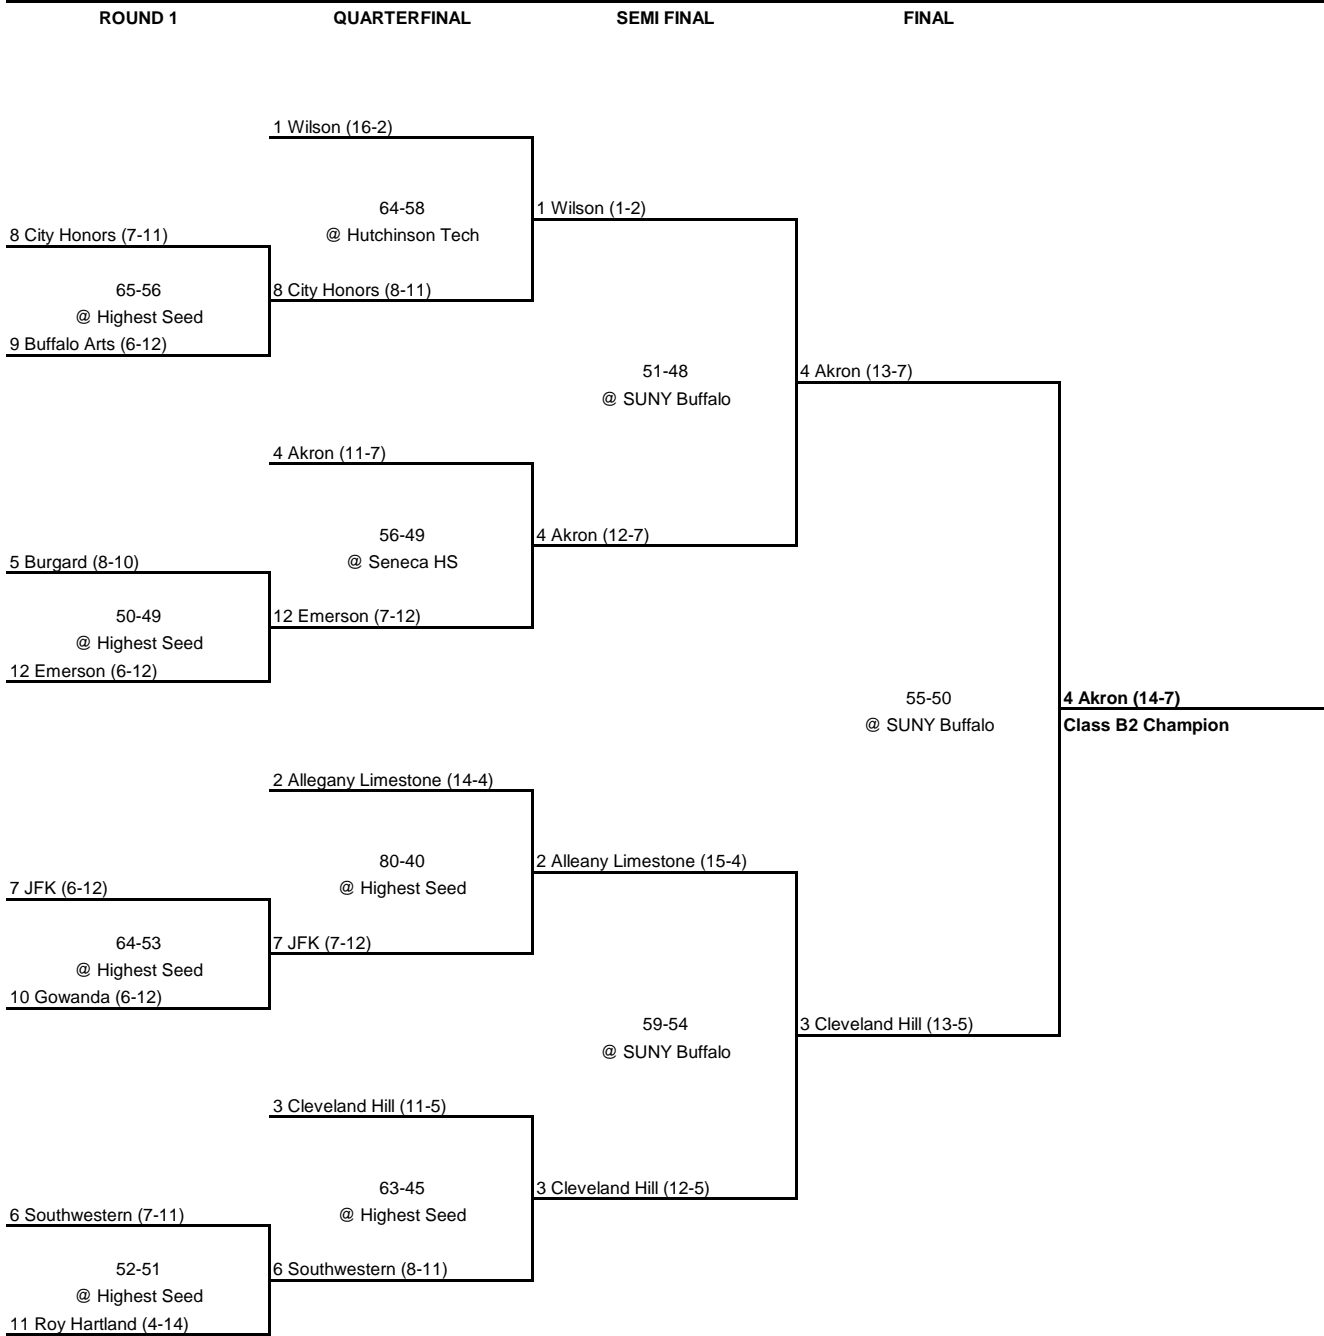 ROUND 1 QUARTERFINAL SEMI FINAL FINAL
1 Wilson (16-2)
64-58 1 Wilson (1-2)
8 City Honors (7-11) @ Hutchinson Tech
65-56 8 City Honors (8-11)
@ Highest Seed
9 Buffalo Arts (6-12)
51-48 4 Akron (13-7)
@ SUNY Buffalo
4 Akron (11-7)
56-49 4 Akron (12-7)
5 Burgard (8-10) @ Seneca HS
50-49 12 Emerson (7-12)
@ Highest Seed
12 Emerson (6-12)
55-50 4 Akron (14-7)
@ SUNY Buffalo Class B2 Champion
2 Allegany Limestone (14-4)
80-40 2 Alleany Limestone (15-4)
7 JFK (6-12) @ Highest Seed
64-53 7 JFK (7-12)
@ Highest Seed
10 Gowanda (6-12)
59-54 3 Cleveland Hill (13-5)
@ SUNY Buffalo
3 Cleveland Hill (11-5)
63-45 3 Cleveland Hill (12-5)
6 Southwestern (7-11) @ Highest Seed
52-51 6 Southwestern (8-11)
@ Highest Seed
11 Roy Hartland (4-14)